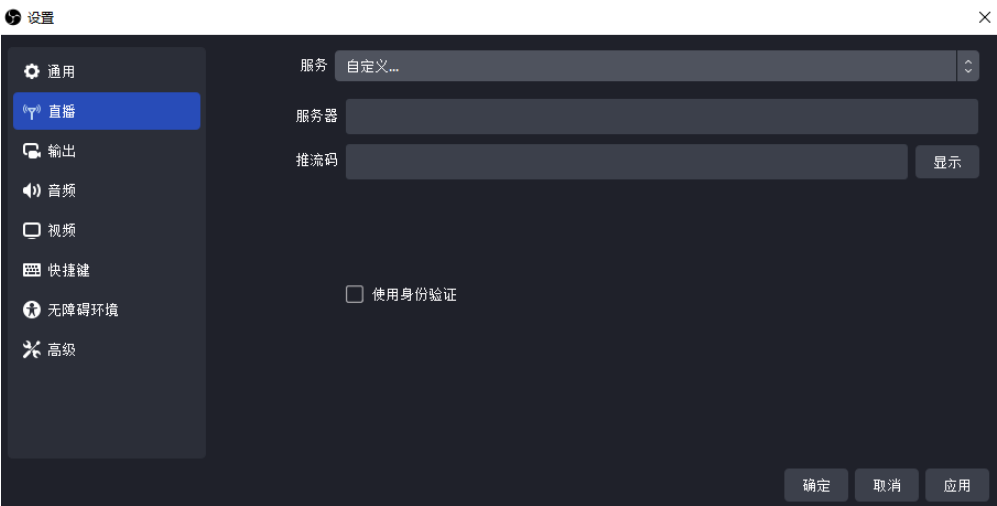 设置
通用
直播
输出
音频
视频
快捷键
无障碍环境
高级
服务 自定义...
服务器
推流码 显示
使用身份验证
确定 取消 应用